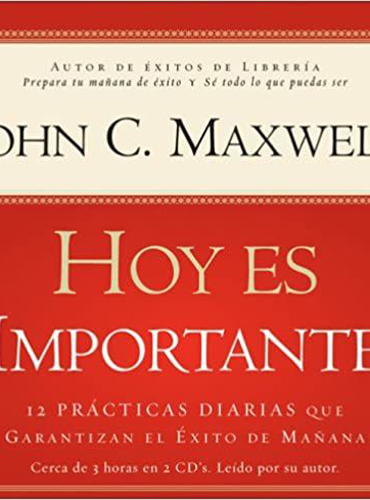 AUTOR DE ÉXITOS DE LIBRERÍA
Prepara tu mañana de éxito Y Sé todo lo que puedas ser
OHN C. MAXWEL
HOY ES
IMPORTANTE
12 PRÁCTICAS DIARIAS QUE
GARANTIZAN EL ÉXITO DE MAÑANA
Cerca de 3 horas en 2 CD's. Leído por su autor.